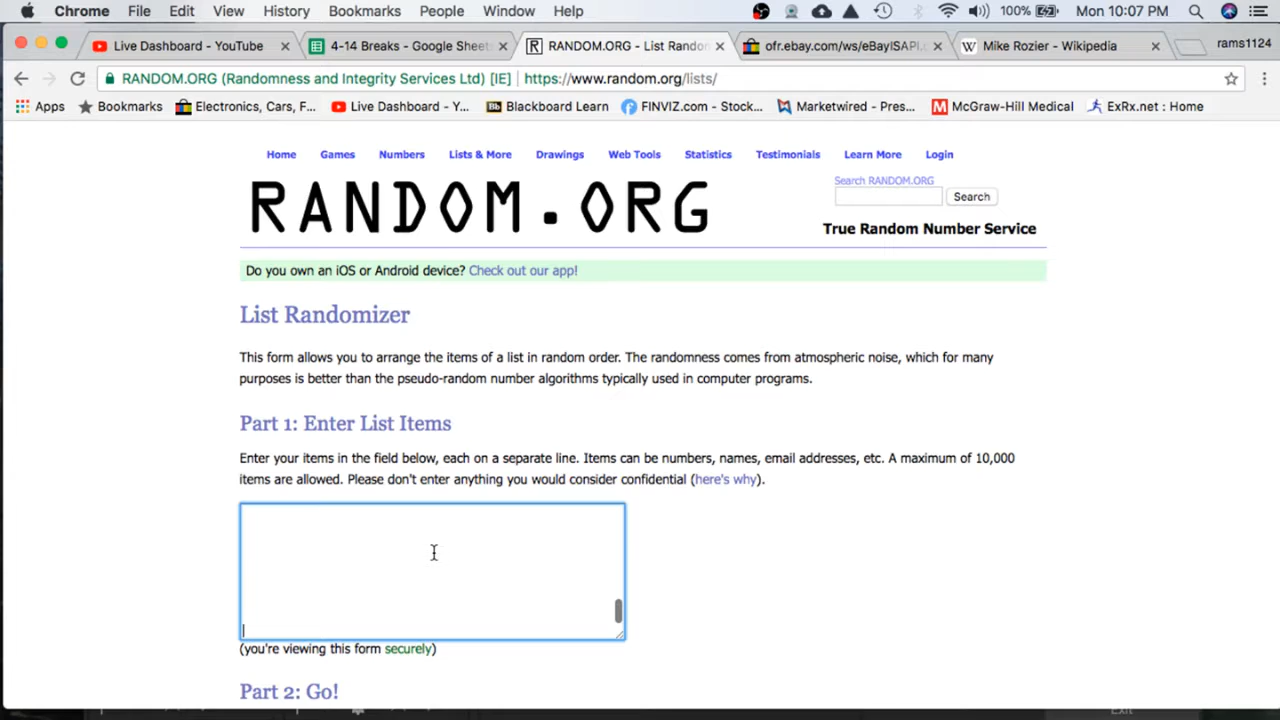 Chrome File Edit View History Bookmarks People Window Help 100% Mon 10:07 PM
Live Dashboard - YouTube 4-14 Breaks - Google Sheets RANDOM.ORG - List Random ofr.ebay.com/ws/eBayISAPI. Mike Rozier - Wikipedia rams1124
RANDOM.ORG (Randomness and Integrity Services Ltd) [IE] https://www.random.org/lists/
Apps Bookmarks Electronics, Cars, F... Live Dashboard - Y... Bb Blackboard Learn FINVIZ.com - Stock... Marketwired - Pres... M McGraw-Hill Medical ExRx.net : Home
Home Games Numbers Lists & More Drawings Web Tools Statistics Testimonials Learn More Login
RANDOM.ORG
Search RANDOM.ORG
Search
True Random Number Service
Do you own an iOS or Android device? Check out our app!
List Randomizer
This form allows you to arrange the items of a list in random order. The randomness comes from atmospheric noise, which for many
purposes is better than the pseudo-random number algorithms typically used in computer programs.
Part 1: Enter List Items
Enter your items in the field below, each on a separate line. Items can be numbers, names, email addresses, etc. A maximum of 10,000
items are allowed. Please don't enter anything you would consider confidential (here's why).
(you're viewing this form securely)
Part 2: Go!
Exit